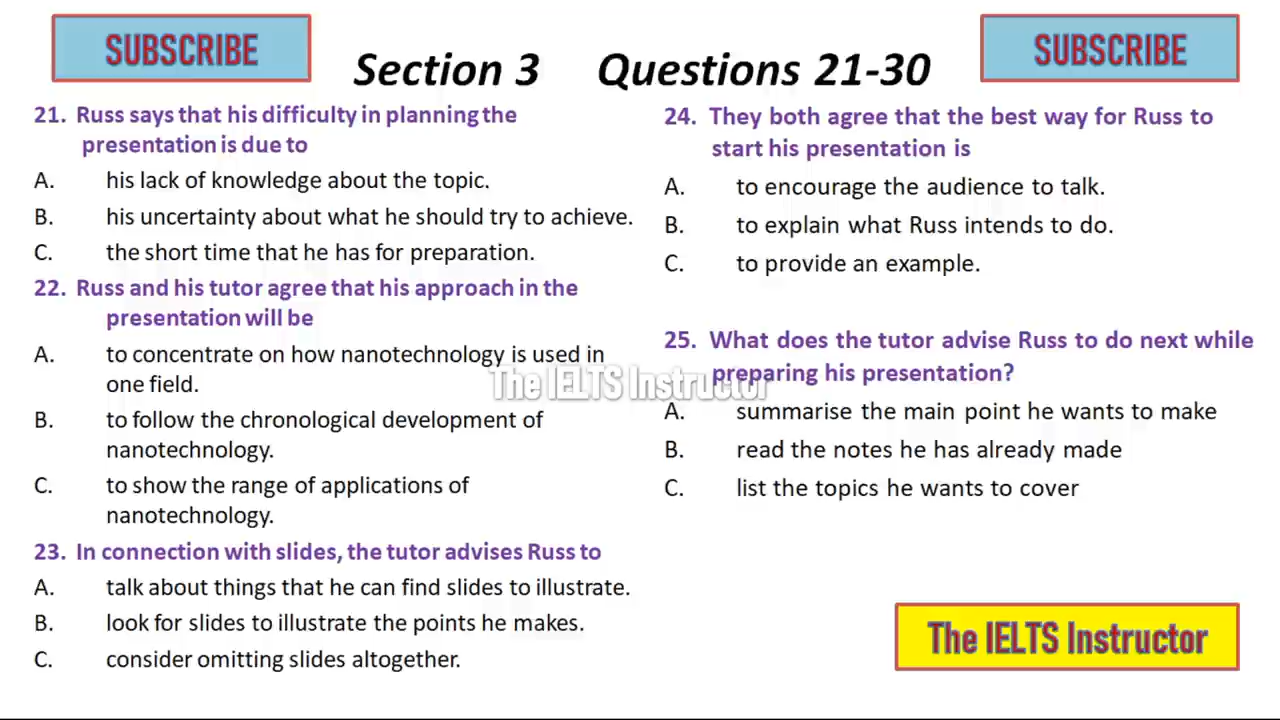 SUBSCRIBE
SUBSCRIBE
Section 3 Questions 21-30
21. Russ says that his difficulty in planning the
presentation is due to
A. his lack of knowledge about the topic.
B. his uncertainty about what he should try to achieve.
C. the short time that he has for preparation.
22. Russ and his tutor agree that his approach in the
presentation will be
A. to concentrate on how nanotechnology is used in
one field.
B. to follow the chronological development of
nanotechnology.
C. to show the range of applications of
nanotechnology.
23. In connection with slides, the tutor advises Russ to
A. talk about things that he can find slides to illustrate.
B. look for slides to illustrate the points he makes.
C. consider omitting slides altogether.
24. They both agree that the best way for Russ to
start his presentation is
A. to encourage the audience to talk.
B. to explain what Russ intends to do.
C. to provide an example.
25. What does the tutor advise Russ to do next while
preparing his presentation?
A. summarise the main point he wants to make
B. read the notes he has already made
C. list the topics he wants to cover
The IELTS Instructor
The IELTS Instructor